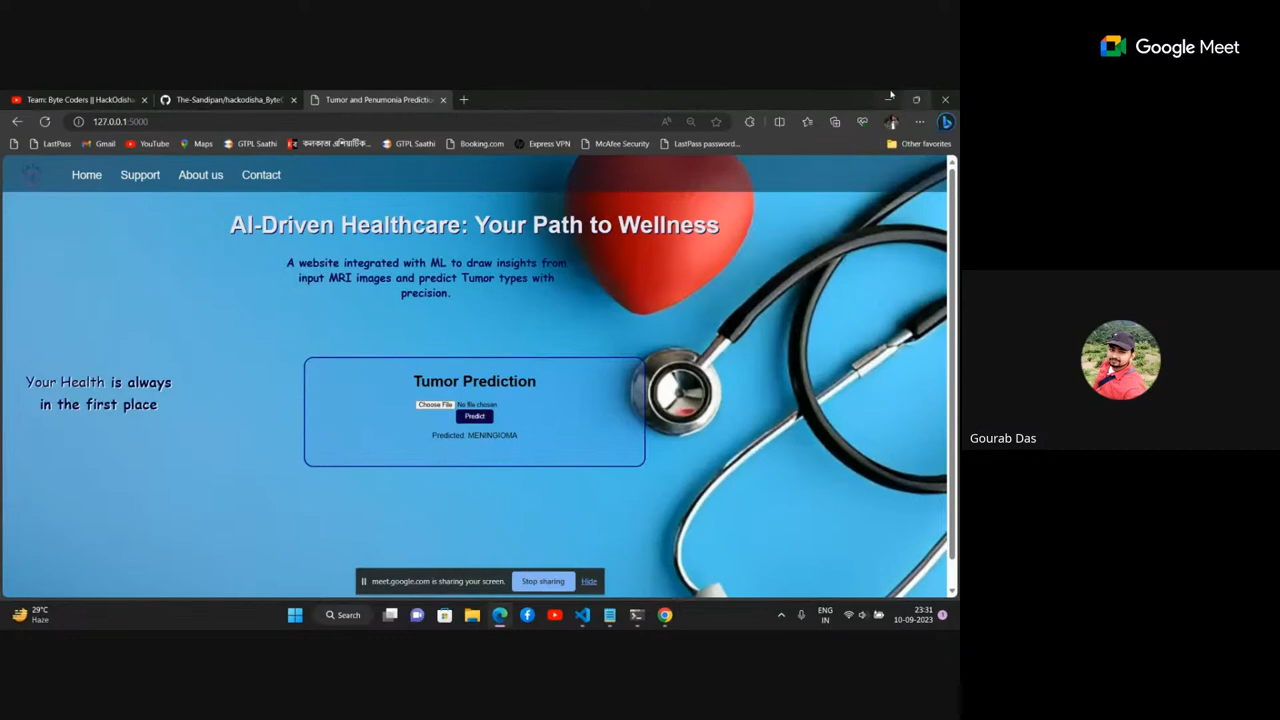 Google Meet
Team: Byte Coders || HackOdisha
The-Sandipan/hackodisha_ByteC
Tumor and Penumonia Predictio
127.0.0.1:5000
LastPass
Gmail
YouTube
Maps
GTPL Saathi
কলকাতা এশিয়াটিক...
GTPL Saathi
Booking.com
Express VPN
McAfee Security
LastPass password...
Other favorites
Home
Support
About us
Contact
AI-Driven Healthcare: Your Path to Wellness
A website integrated with ML to draw insights from
input MRI images and predict Tumor types with
precision.
Your Health is always
in the first place
Tumor Prediction
Choose File No file chosen
Predict
Predicted: MENINGIOMA
Gourab Das
meet.google.com is sharing your screen.
Stop sharing
Hide
29°C
Haze
Search
ENG
IN
23:31
10-09-2023